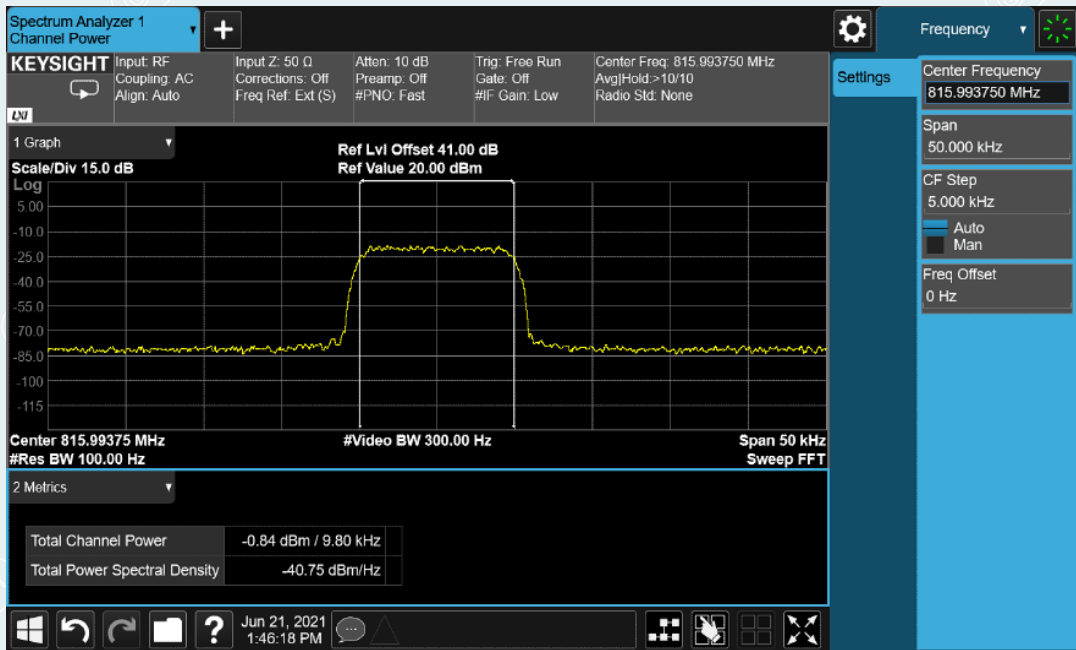 Spectrum Analyzer 1
Channel Power
Frequency
KEYSIGHT
LXI
Input: RF
Coupling: AC
Align: Auto
Input Z: 50 Ω
Corrections: Off
Freq Ref: Ext (S)
Atten: 10 dB
Preamp: Off
#PNO: Fast
Trig: Free Run
Gate: Off
#IF Gain: Low
Center Freq: 815.993750 MHz
Avg|Hold:>10/10
Radio Std: None
Settings
Center Frequency
815.993750 MHz
Span
50.000 kHz
CF Step
5.000 kHz
Auto
Man
Freq Offset
0 Hz
1 Graph
Scale/Div 15.0 dB
Ref Lvl Offset 41.00 dB
Ref Value 20.00 dBm
Log
5.00
-10.0
-25.0
-40.0
-55.0
-70.0
-85.0
-100
-115
Center 815.99375 MHz
#Video BW 300.00 Hz
Span 50 kHz
#Res BW 100.00 Hz
Sweep FFT
2 Metrics
Total Channel Power -0.84 dBm / 9.80 kHz
Total Power Spectral Density -40.75 dBm/Hz
Jun 21, 2021
1:46:18 PM